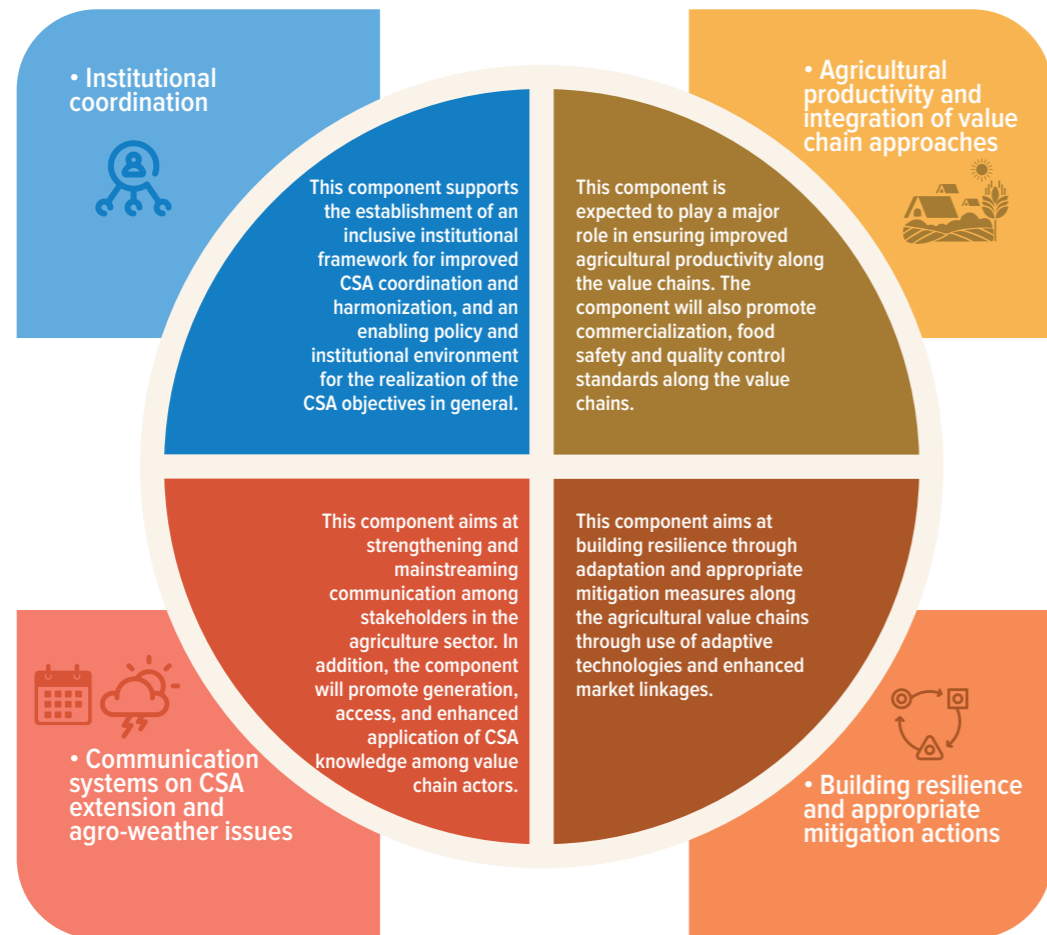 • Institutional
coordination
This component supports
the establishment of an
inclusive institutional
framework for improved
CSA coordination and
harmonization, and an
enabling policy and
institutional environment
for the realization of the
CSA objectives in general.
• Agricultural
productivity and
integration of value
chain approaches
This component is
expected to play a major
role in ensuring improved
agricultural productivity along
the value chains. The
component will also promote
commercialization, food
safety and quality control
standards along the value
chains.
This component aims at
strengthening and
mainstreaming
communication among
stakeholders in the
agriculture sector. In
addition, the component
will promote generation,
access, and enhanced
application of CSA
knowledge among value
chain actors.
• Communication
systems on CSA
extension and
agro-weather issues
This component aims at
building resilience through
adaptation and appropriate
mitigation measures along
the agricultural value chains
through use of adaptive
technologies and enhanced
market linkages.
• Building resilience
and appropriate
mitigation actions